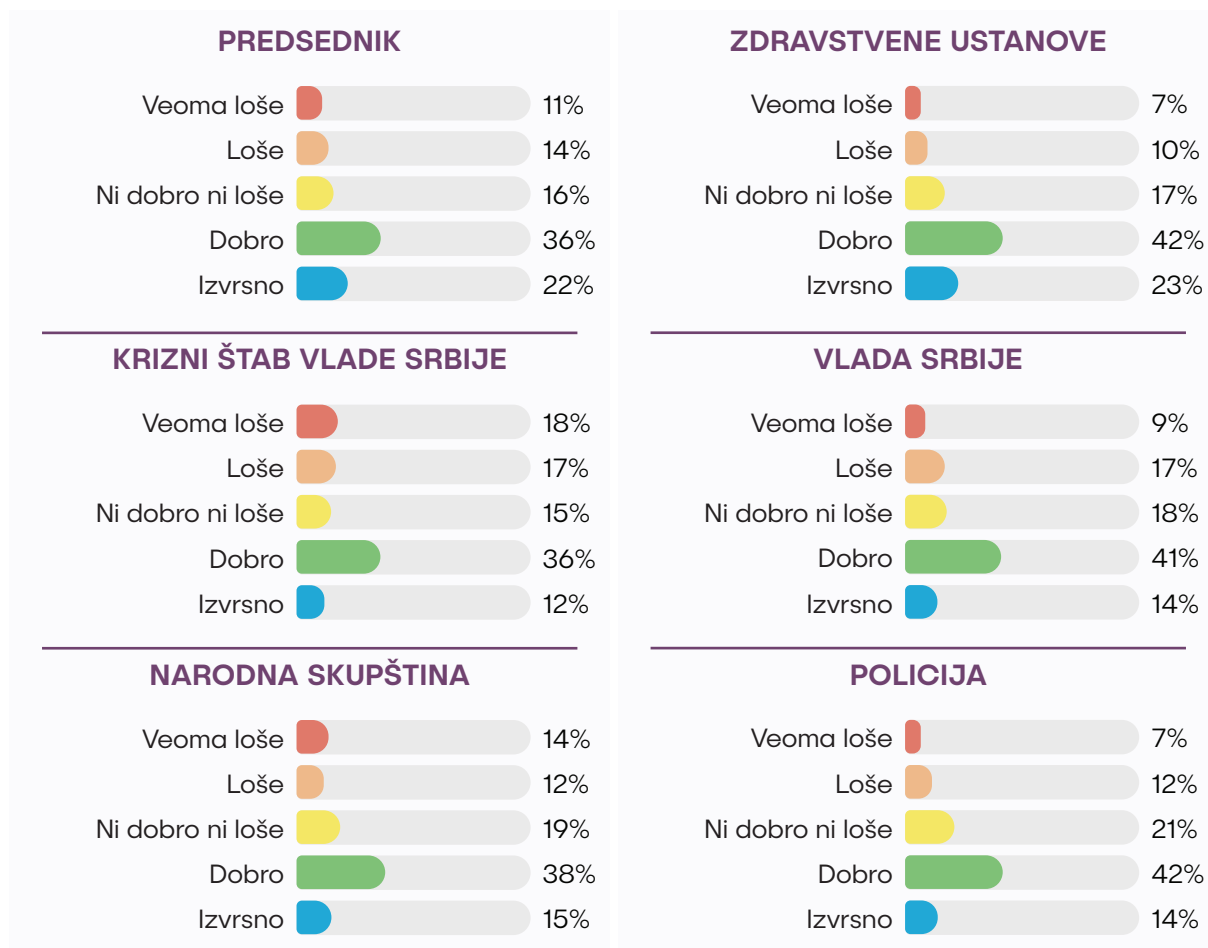 PREDSEDNIK
Veoma loše 11%
Loše 14%
Ni dobro ni loše 16%
Dobro 36%
Izvrsno 22%
ZDRAVSTVENE USTANOVE
Veoma loše 7%
Loše 10%
Ni dobro ni loše 17%
Dobro 42%
Izvrsno 23%
KRIZNI ŠTAB VLADE SRBIJE
Veoma loše 18%
Loše 17%
Ni dobro ni loše 15%
Dobro 36%
Izvrsno 12%
VLADA SRBIJE
Veoma loše 9%
Loše 17%
Ni dobro ni loše 18%
Dobro 41%
Izvrsno 14%
NARODNA SKUPŠTINA
Veoma loše 14%
Loše 12%
Ni dobro ni loše 19%
Dobro 38%
Izvrsno 15%
POLICIJA
Veoma loše 7%
Loše 12%
Ni dobro ni loše 21%
Dobro 42%
Izvrsno 14%